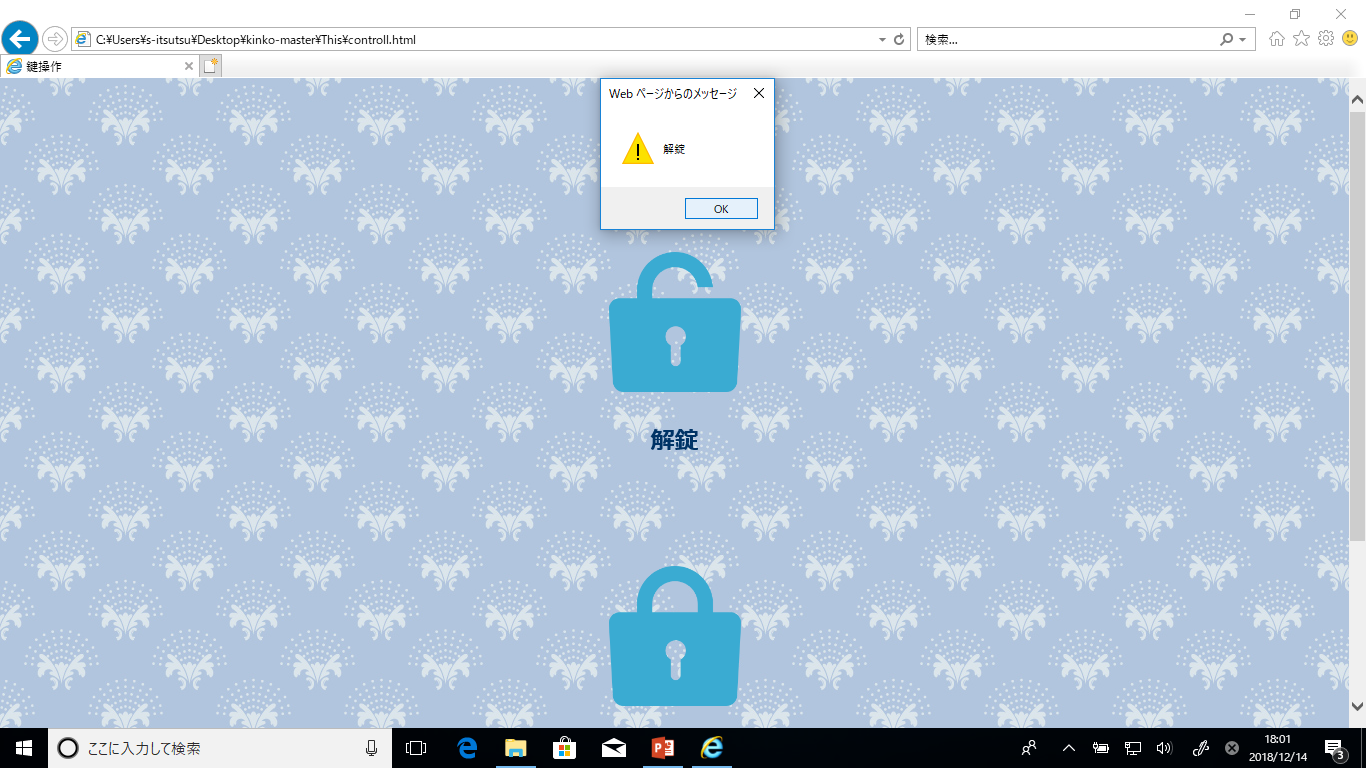 C:¥Users¥s-itsutsu¥Desktop¥kinko-master¥This¥controll.html
検索...
鍵操作
Web ページからのメッセージ
解錠
OK
解錠
ここに入力して検索
18:01
2018/12/14
3